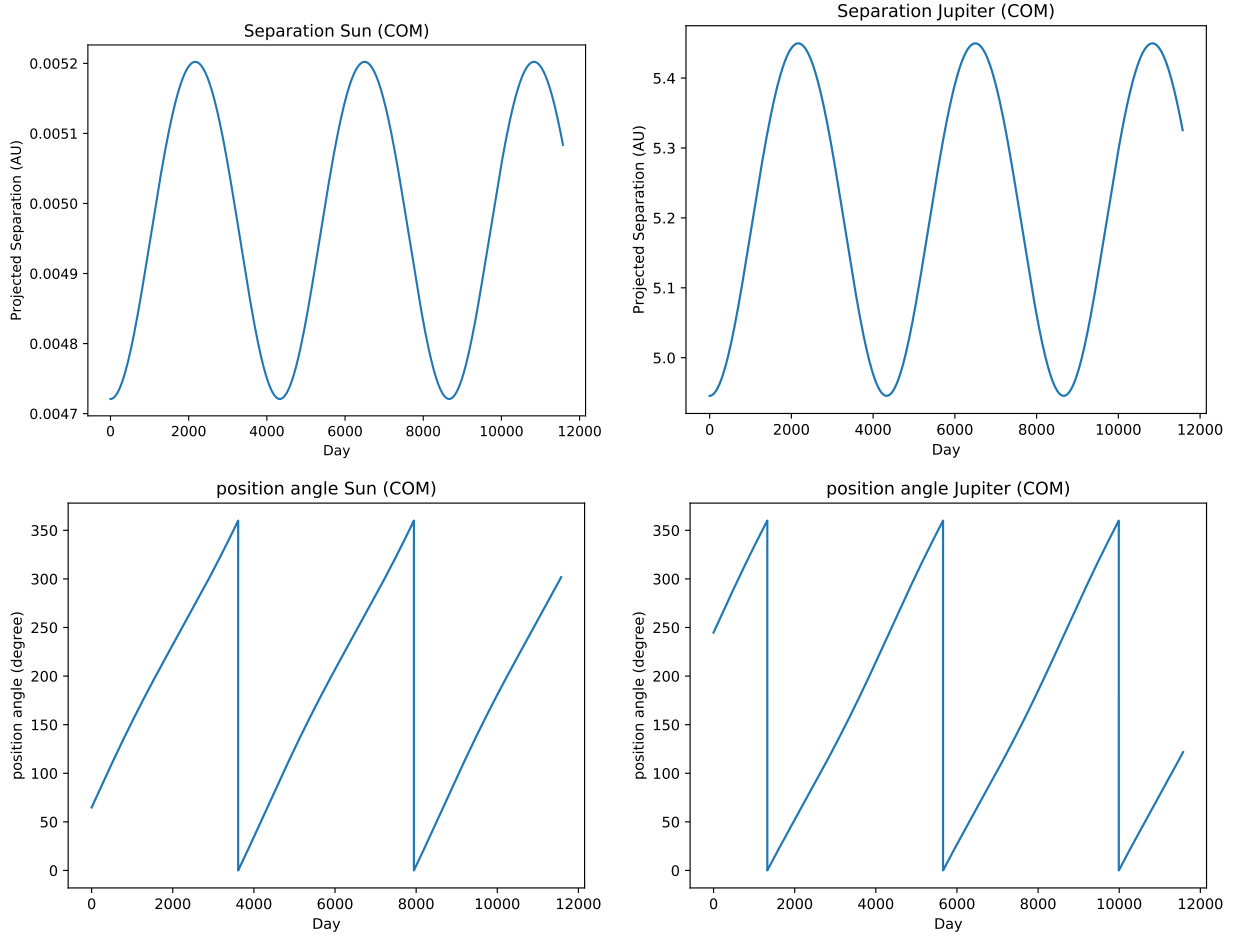 Separation Sun (COM)
Projected Separation (AU)
0.0052
0.0051
0.0050
0.0049
0.0048
0.0047
0 2000 4000 6000 8000 10000 12000
Day
Separation Jupiter (COM)
Projected Separation (AU)
5.4
5.3
5.2
5.1
5.0
0 2000 4000 6000 8000 10000 12000
Day
position angle Sun (COM)
position angle (degree)
350
300
250
200
150
100
50
0
0 2000 4000 6000 8000 10000 12000
Day
position angle Jupiter (COM)
position angle (degree)
350
300
250
200
150
100
50
0
0 2000 4000 6000 8000 10000 12000
Day